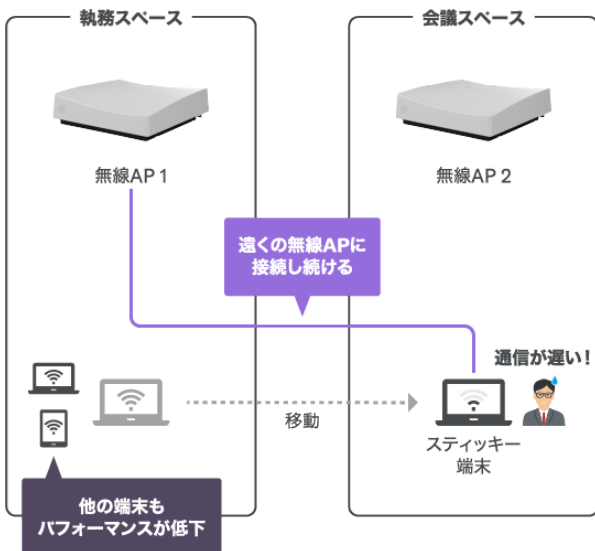 執務スペース
会議スペース
無線AP 1
無線AP 2
遠くの無線APに
接続し続ける
通信が遅い!
移動
スティッキー
端末
他の端末も
パフォーマンスが低下